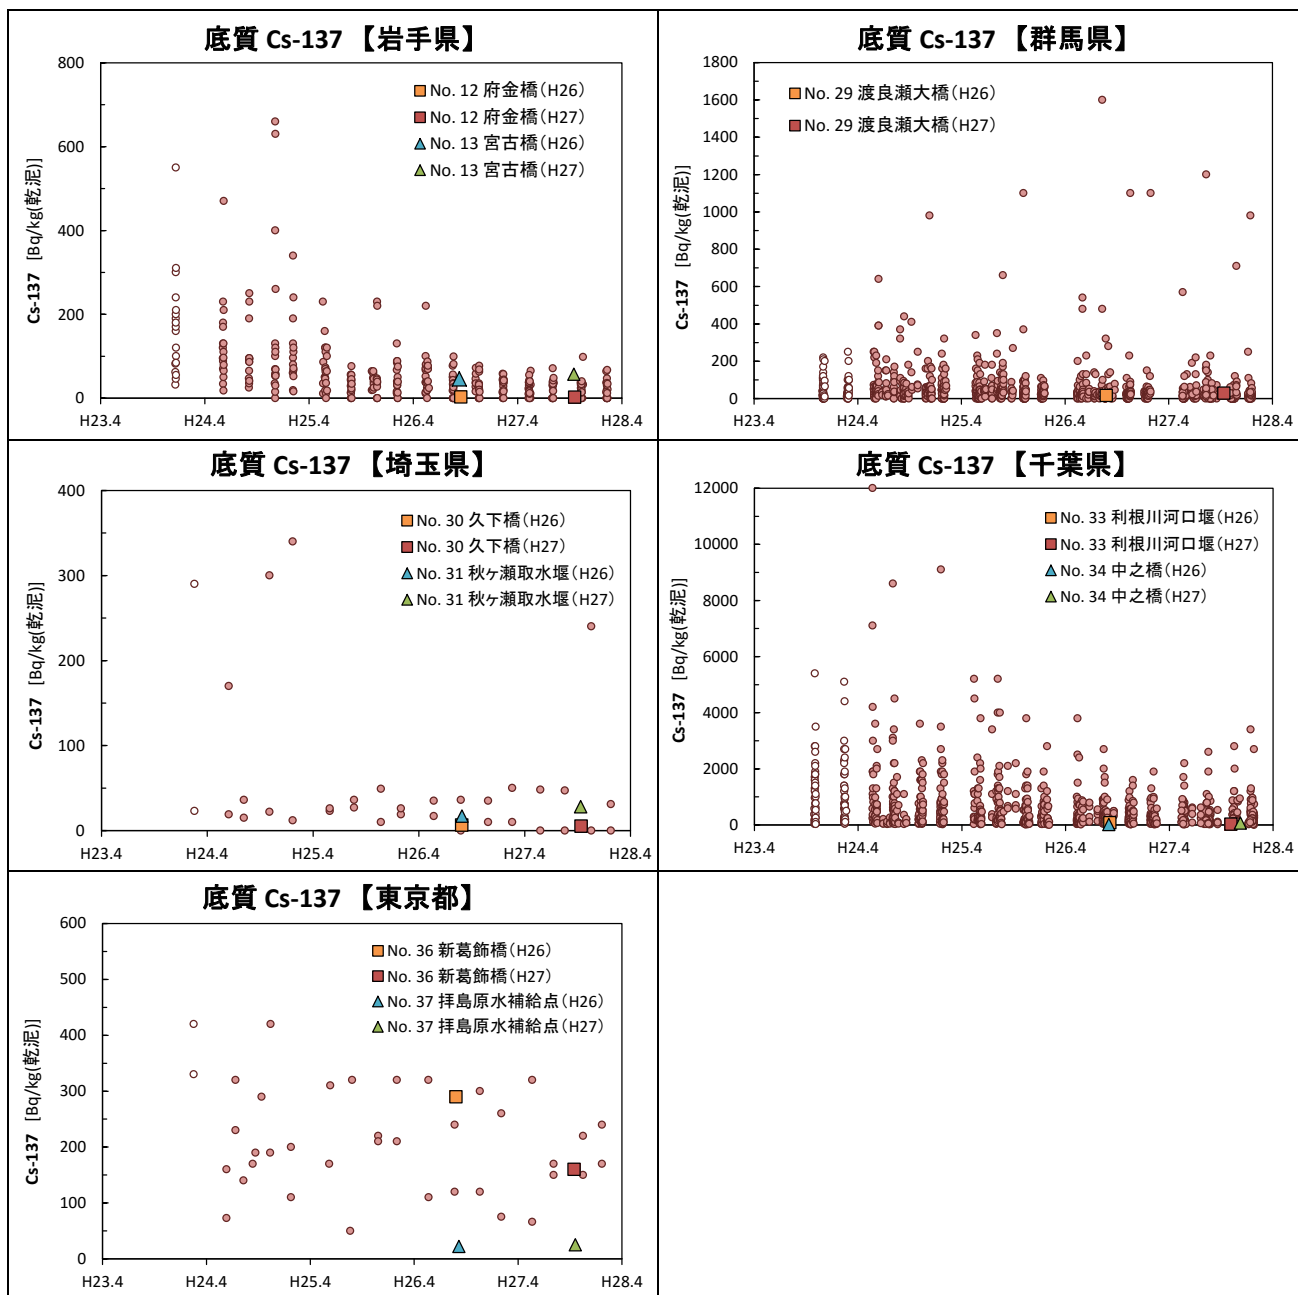 底質 Cs-137 【岩手県】
Cs-137 [Bq/kg(乾泥)]
800
600
400
200
0
H23.4 H24.4 H25.4 H26.4 H27.4 H28.4
No. 12 府金橋(H26)
No. 12 府金橋(H27)
No. 13 宮古橋(H26)
No. 13 宮古橋(H27)
底質 Cs-137 【群馬県】
Cs-137 [Bq/kg(乾泥)]
1800
1600
1400
1200
1000
800
600
400
200
0
H23.4 H24.4 H25.4 H26.4 H27.4 H28.4
No. 29 渡良瀬大橋(H26)
No. 29 渡良瀬大橋(H27)
底質 Cs-137 【埼玉県】
Cs-137 [Bq/kg(乾泥)]
400
300
200
100
0
H23.4 H24.4 H25.4 H26.4 H27.4 H28.4
No. 30 久下橋(H26)
No. 30 久下橋(H27)
No. 31 秋ヶ瀬取水堰(H26)
No. 31 秋ヶ瀬取水堰(H27)
底質 Cs-137 【千葉県】
Cs-137 [Bq/kg(乾泥)]
12000
10000
8000
6000
4000
2000
0
H23.4 H24.4 H25.4 H26.4 H27.4 H28.4
No. 33 利根川河口堰(H26)
No. 33 利根川河口堰(H27)
No. 34 中之橋(H26)
No. 34 中之橋(H27)
底質 Cs-137 【東京都】
Cs-137 [Bq/kg(乾泥)]
600
500
400
300
200
100
0
H23.4 H24.4 H25.4 H26.4 H27.4 H28.4
No. 36 新葛飾橋(H26)
No. 36 新葛飾橋(H27)
No. 37 拝島原水補給点(H26)
No. 37 拝島原水補給点(H27)